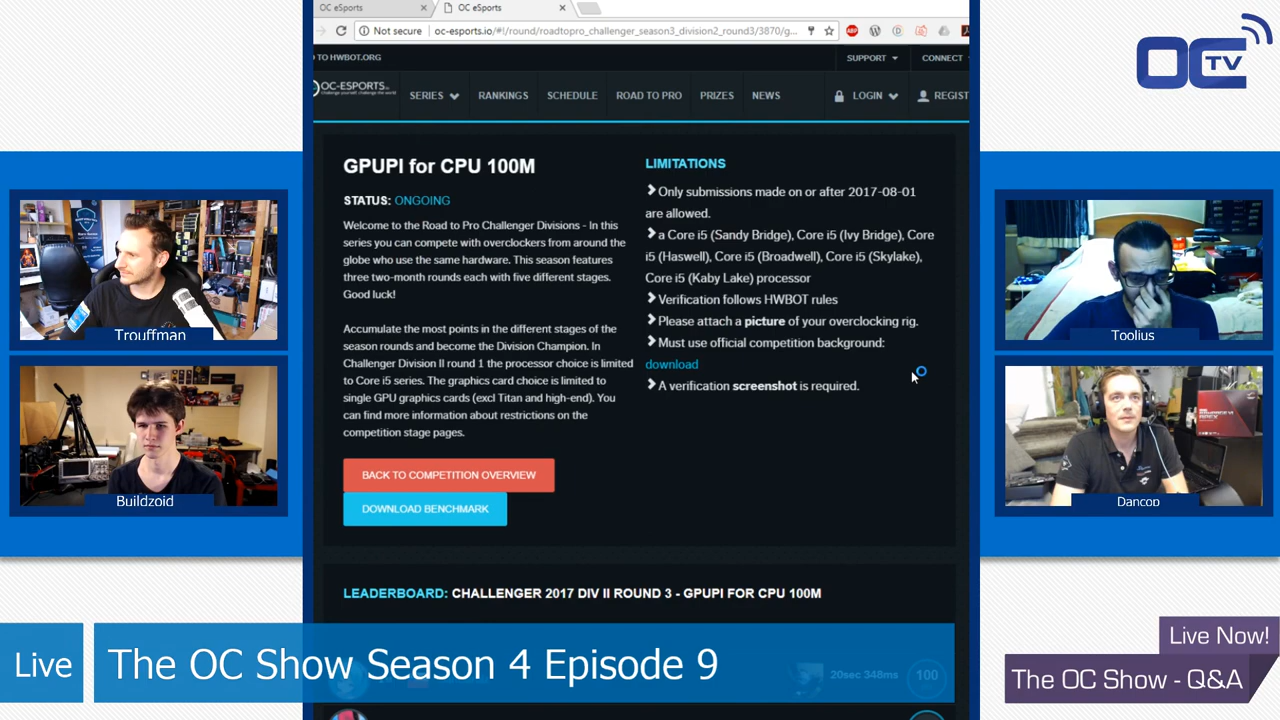 OC eSports
OC eSports
Not secure oc-esports.io/#!/round/roadtopro_challenger_season3_division2_round3/3870/g...
TO HWBOT.ORG
SUPPORT
CONNECT
OC-ESPORTS
SERIES
RANKINGS
SCHEDULE
ROAD TO PRO
PRIZES
NEWS
LOGIN
REGIST
GPUPI for CPU 100M
STATUS: ONGOING
Welcome to the Road to Pro Challenger Divisions - In this
series you can compete with overclockers from around the
globe who use the same hardware. This season features
three two-month rounds each with five different stages.
Good luck!
Accumulate the most points in the different stages of the
season rounds and become the Division Champion. In
Challenger Division II round 1 the processor choice is limited
to Core i5 series. The graphics card choice is limited to
single GPU graphics cards (excl Titan and high-end). You
can find more information about restrictions on the
competition stage pages.
BACK TO COMPETITION OVERVIEW
DOWNLOAD BENCHMARK
LIMITATIONS
Only submissions made on or after 2017-08-01
are allowed.
a Core i5 (Sandy Bridge), Core i5 (Ivy Bridge), Core
i5 (Haswell), Core i5 (Broadwell), Core i5 (Skylake),
Core i5 (Kaby Lake) processor
Verification follows HWBOT rules
Please attach a picture of your overclocking rig.
Must use official competition background:
download
A verification screenshot is required.
LEADERBOARD: CHALLENGER 2017 DIV II ROUND 3 - GPUPI FOR CPU 100M
20sec 348ms
100
Trouffman
Buildzoid
OC TV
Toolius
Dancop
Live
The OC Show Season 4 Episode 9
Live Now!
The OC Show - Q&A